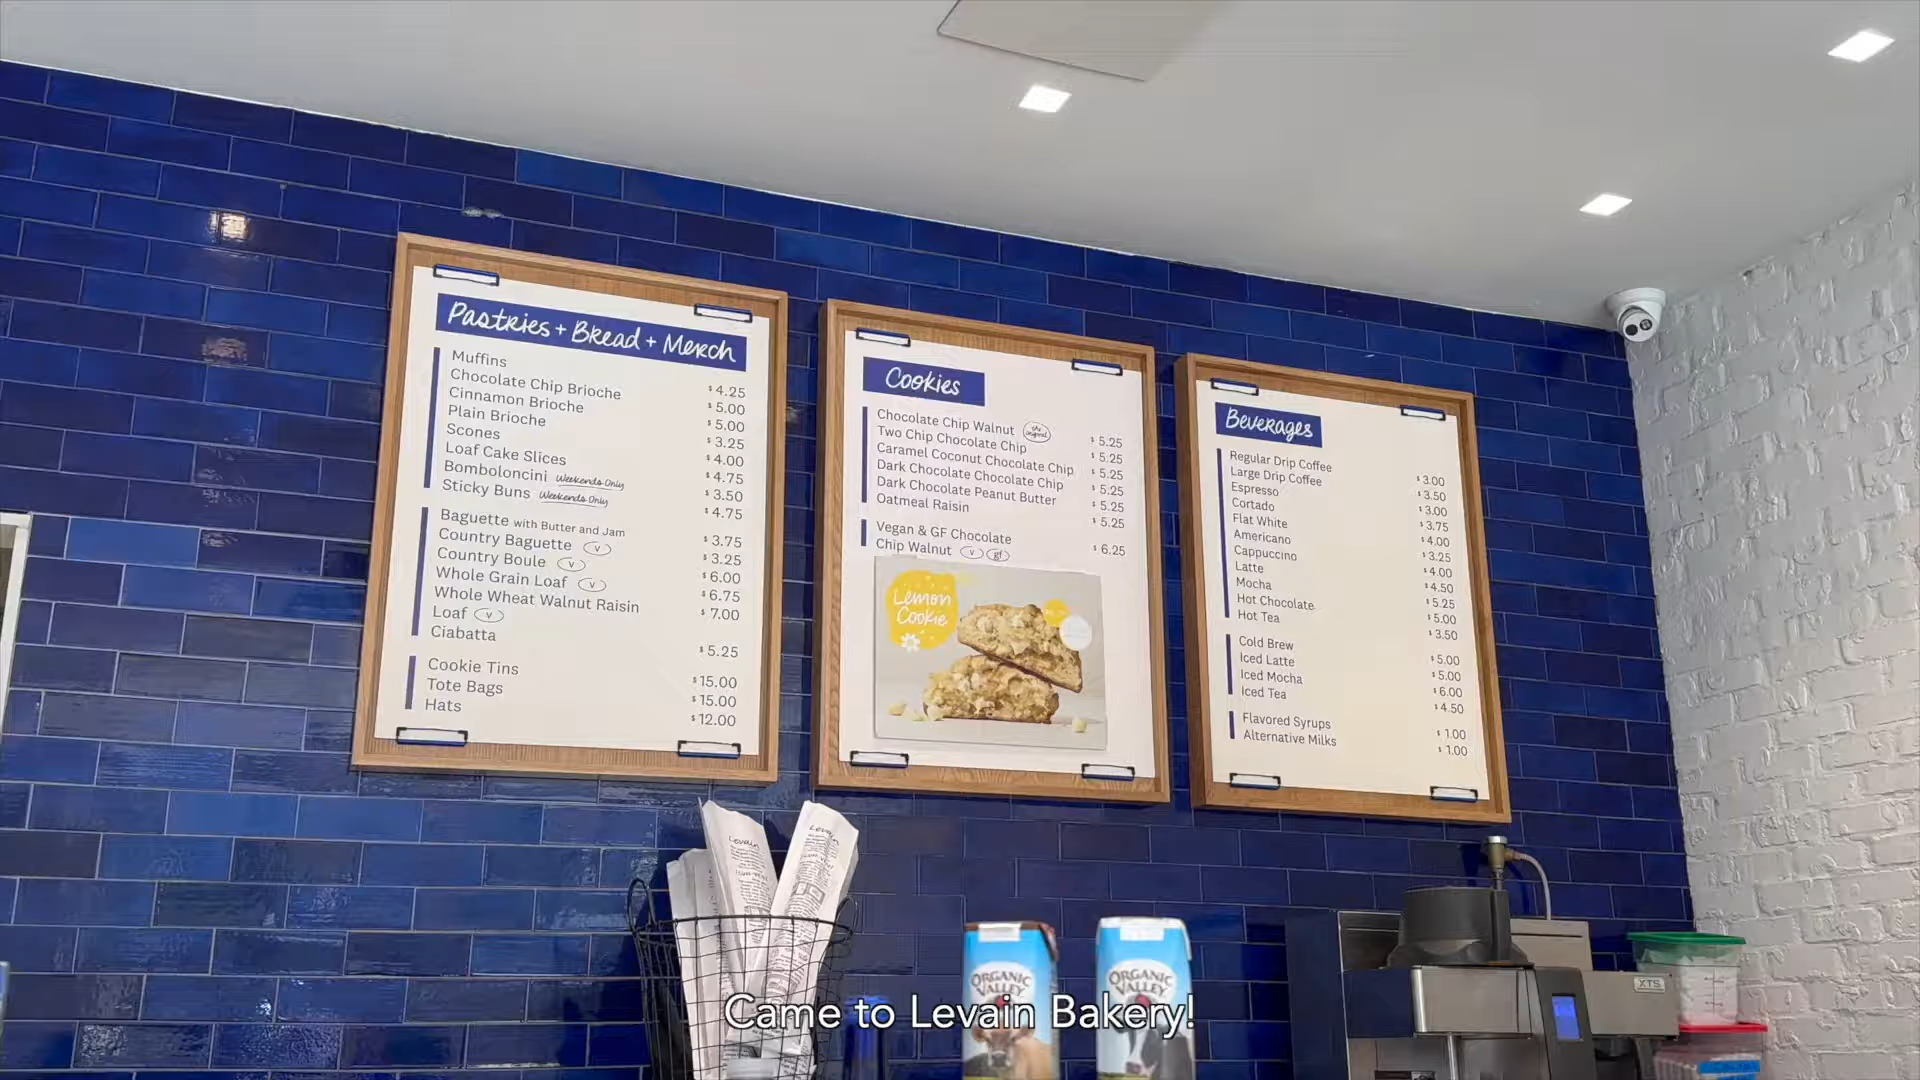 Pastries + Bread + Merch
Muffins $4.25
Chocolate Chip Brioche $5.00
Cinnamon Brioche $5.00
Plain Brioche $3.25
Scones $4.00
Loaf Cake Slices $4.75
Bomboloncini Weekends Only $3.50
Sticky Buns Weekends Only $4.75
Baguette with Butter and Jam $3.75
Country Baguette v $3.25
Country Boule v $6.00
Whole Grain Loaf v $6.75
Whole Wheat Walnut Raisin $7.00
Loaf v
Ciabatta $5.25
Cookie Tins $15.00
Tote Bags $15.00
Hats $12.00
Cookies
Chocolate Chip Walnut the original $5.25
Two Chip Chocolate Chip $5.25
Caramel Coconut Chocolate Chip $5.25
Dark Chocolate Chocolate Chip $5.25
Dark Chocolate Peanut Butter $5.25
Oatmeal Raisin $5.25
Vegan & GF Chocolate
Chip Walnut v gf $6.25
Lemon
Cookie
Beverages
Regular Drip Coffee $3.00
Large Drip Coffee $3.50
Espresso $3.00
Cortado $3.75
Flat White $4.00
Americano $3.25
Cappuccino $4.00
Latte $4.50
Mocha $5.25
Hot Chocolate $5.00
Hot Tea $3.50
Cold Brew $5.00
Iced Latte $5.00
Iced Mocha $6.00
Iced Tea $4.50
Flavored Syrups $1.00
Alternative Milks $1.00
Levain
Levain
ORGANIC
VALLEY
ORGANIC
VALLEY
XTS
Came to Levain Bakery!